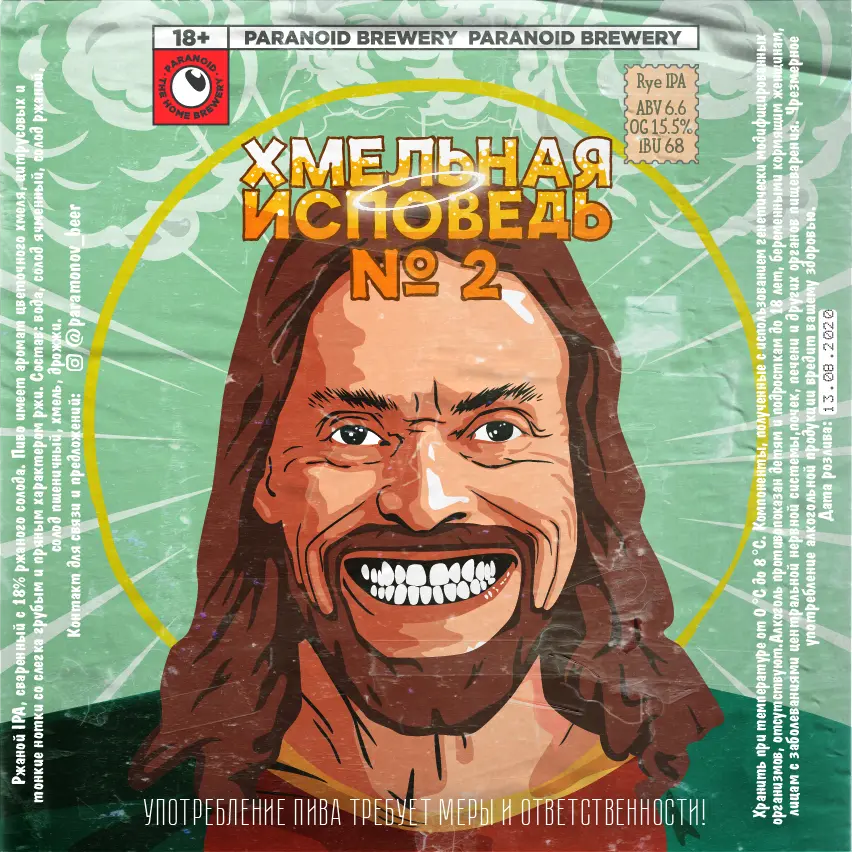 18+
PARANOID BREWERY PARANOID BREWERY
PARANOID
THE HOME BREWERY
Rye IPA
ABV 6.6
OG 15.5%
IBU 68
ХМЕЛЬНАЯ
ИСПОВЕДЬ
№ 2
Ржаной IPA, сваренный с 18% ржаного солода. Пиво имеет аромат цветочного хмеля, цитрусовых и
тонкие нотки со слегка грубым и пряным характером ржи. Состав: вода, солод ячменный, солод ржаной,
солод пшеничный, хмель, дрожжи.
Контакт для связи и предложений: @paramonov_beer
Хранить при температуре от 0 °C до 8 °C. Компоненты, полученные с использованием генетически модифицированных
организмов, отсутствуют. Алкоголь противопоказан детям и подросткам до 18 лет, беременным и кормящим женщинам,
лицам с заболеваниями центральной нервной системы, почек, печени и других органов пищеварения. Чрезмерное
употребление алкогольной продукции вредит вашему здоровью.
Дата розлива: 13.08.2020
УПОТРЕБЛЕНИЕ ПИВА ТРЕБУЕТ МЕРЫ И ОТВЕТСТВЕННОСТИ!